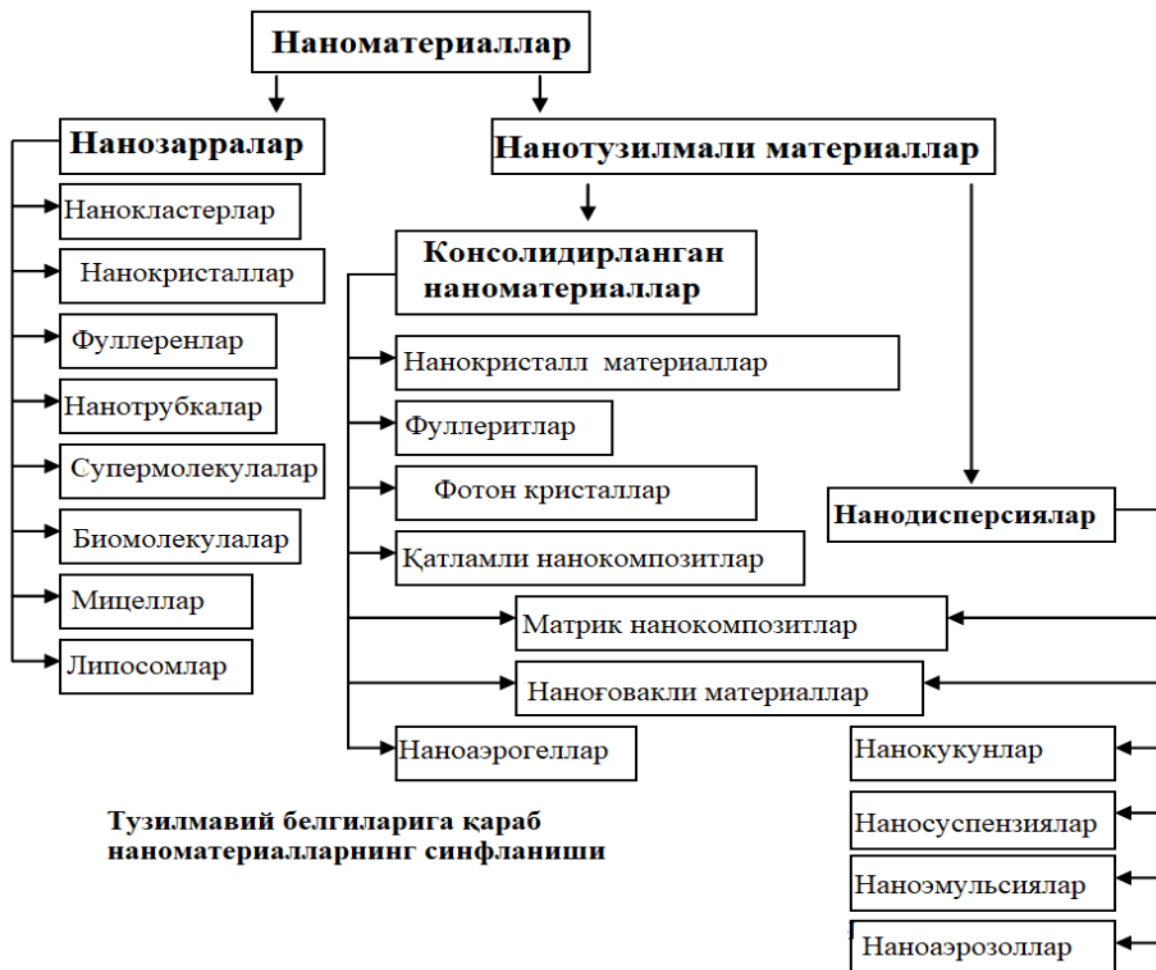 Наноматериаллар
Нанозарралар
Нанокластерлар
Нанокристаллар
Фуллеренлар
Нанотрубкалар
Супермолекулалар
Биомолекулалар
Мицеллар
Липосомлар
Нанотузилмали материаллар
Консолидирланган
наноматериаллар
Нанокристалл материаллар
Фуллеритлар
Фотон кристаллар
Қатламли нанокомпозитлар
Матрик нанокомпозитлар
Наноғовакли материаллар
Наноаэрогеллар
Нанодисперсиялар
Нанокукунлар
Наносуспензиялар
Наноэмульсиялар
Наноаэрозоллар
Тузилмавий белгиларига қараб
наноматериалларнинг синфланиши